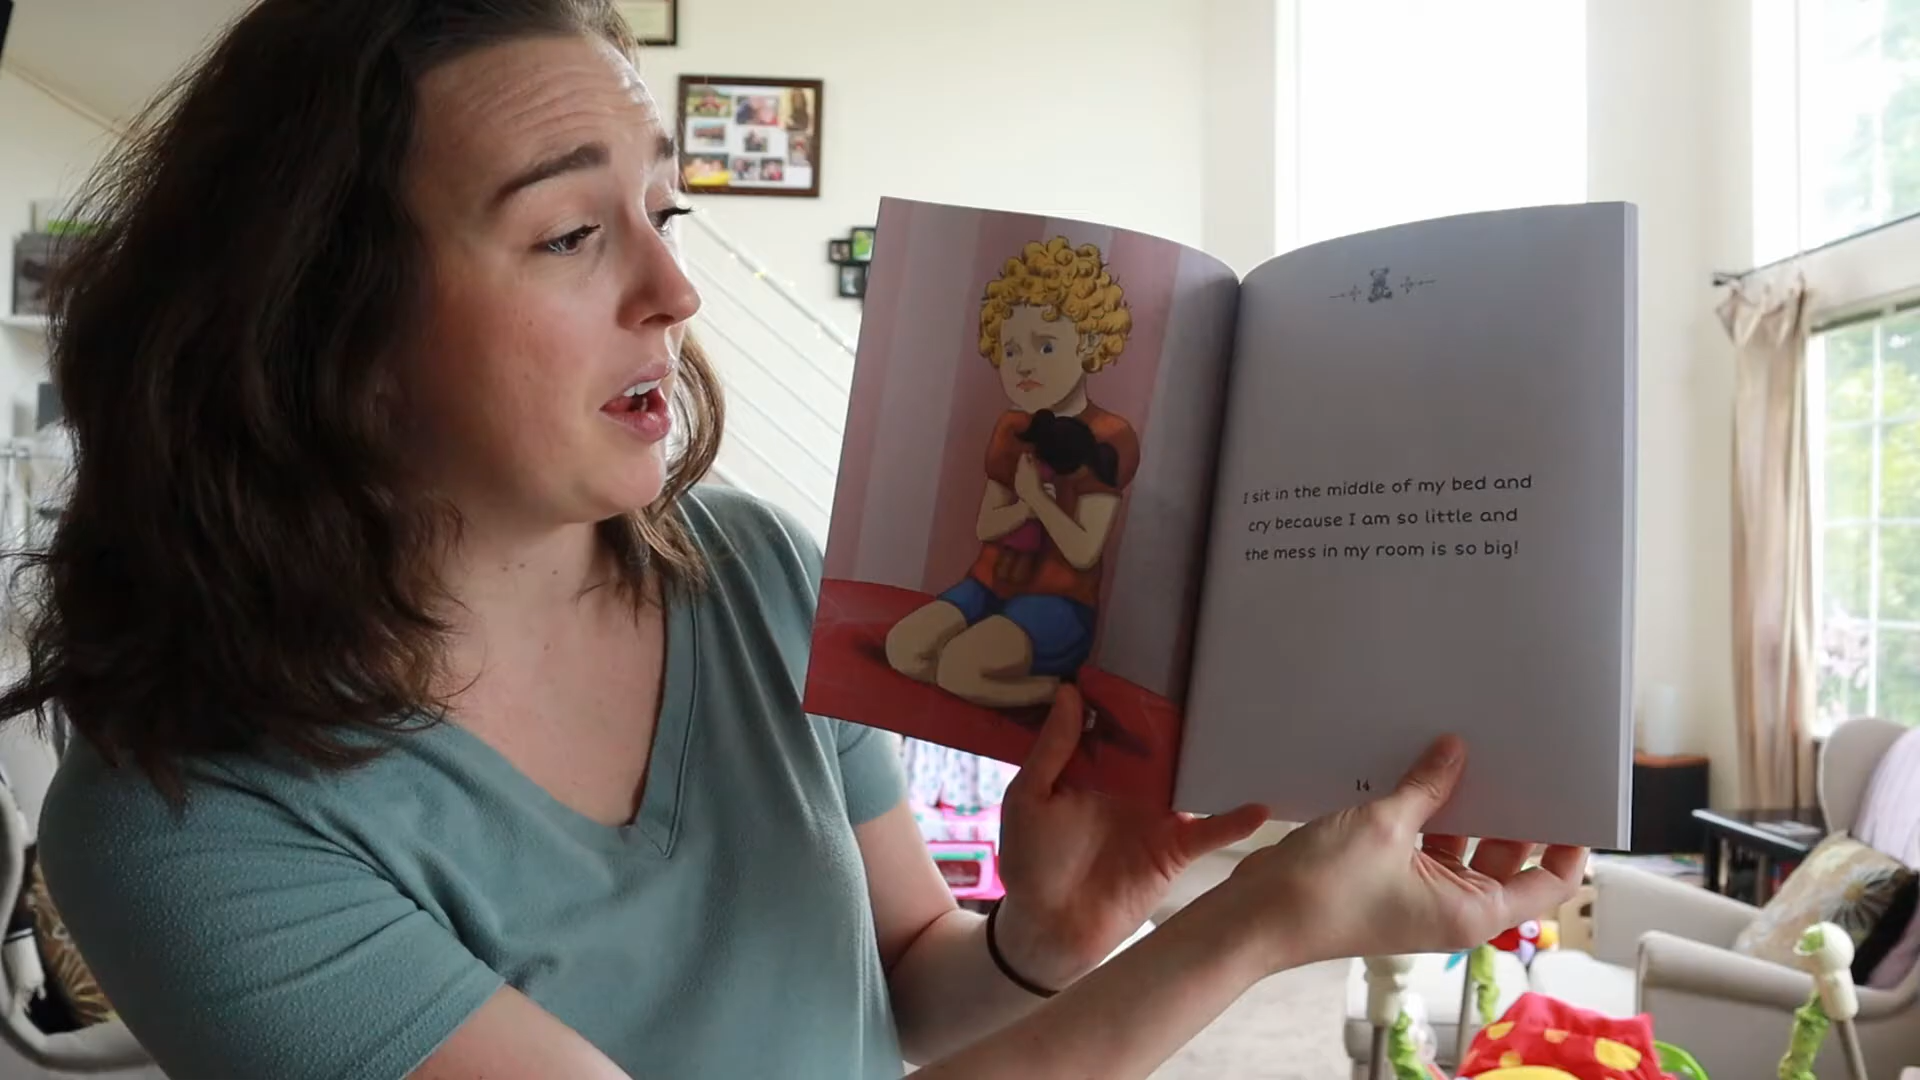 I sit in the middle of my bed and
cry because I am so little and
the mess in my room is so big!
14